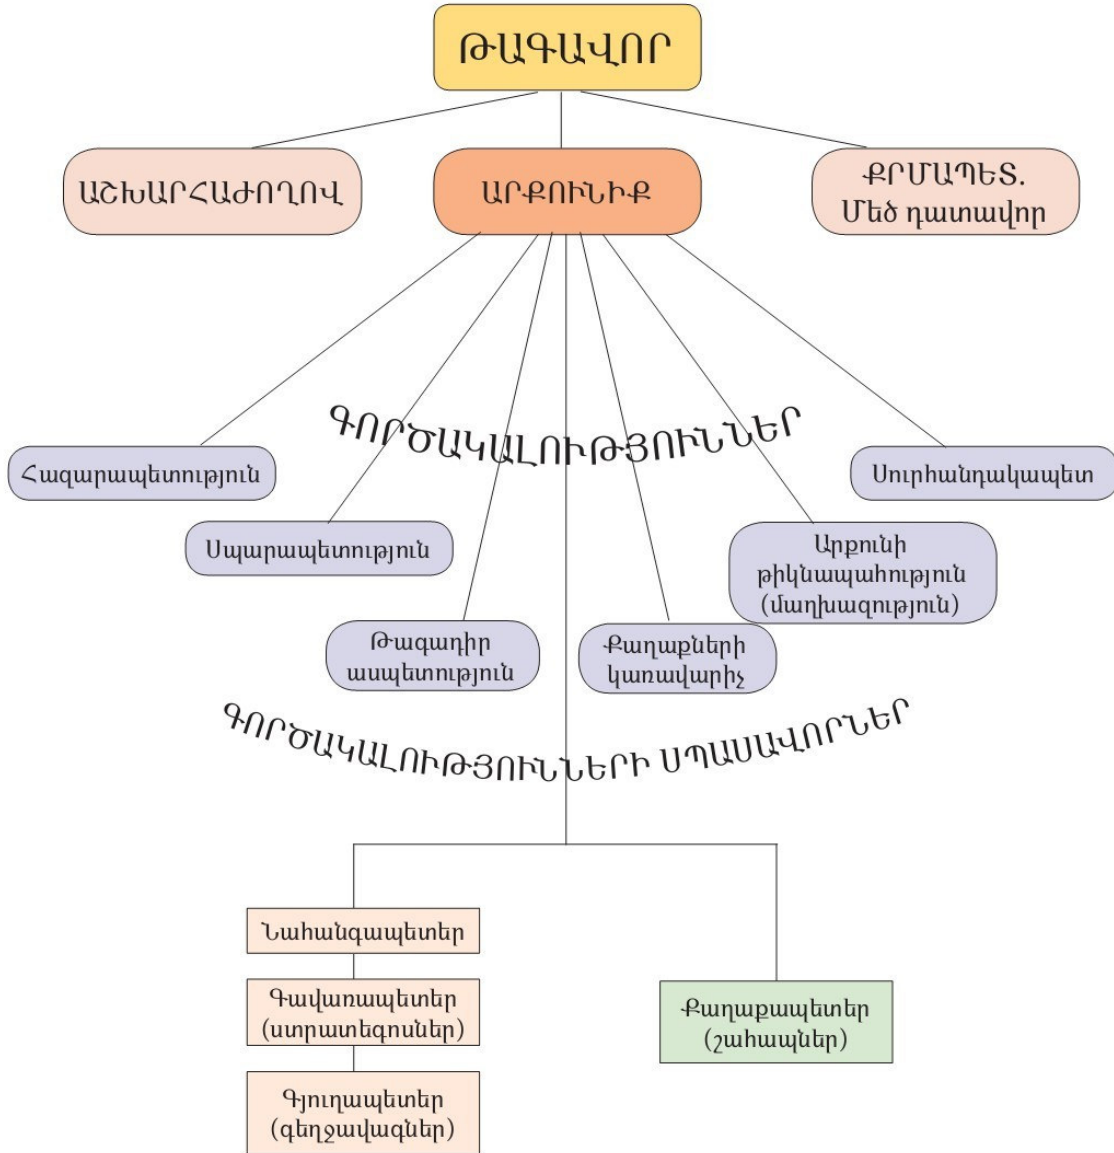 ԹԱԳԱՎՈՐ
ԱՇԽԱՐՀԱԺՈՂՈՎ
ԱՐՔՈՒՆԻՔ
ՔՐՄԱՊԵՏ.
Մեծ դատավոր
ԳՈՐԾԱԿԱԼՈՒԹՅՈՒՆՆԵՐ
Հազարապետություն
Սուրհանդակապետ
Սպարապետություն
Արքունի
թիկնապահություն
(մաղխազություն)
Թագադիր
ասպետություն
Քաղաքների
կառավարիչ
ԳՈՐԾԱԿԱԼՈՒԹՅՈՒՆՆԵՐԻ ՍՊԱՍԱՎՈՐՆԵՐ
Նահանգապետեր
Գավառապետեր
(ստրատեգոսներ)
Գյուղապետեր
(գեղջավագներ)
Քաղաքապետեր
(շահապներ)